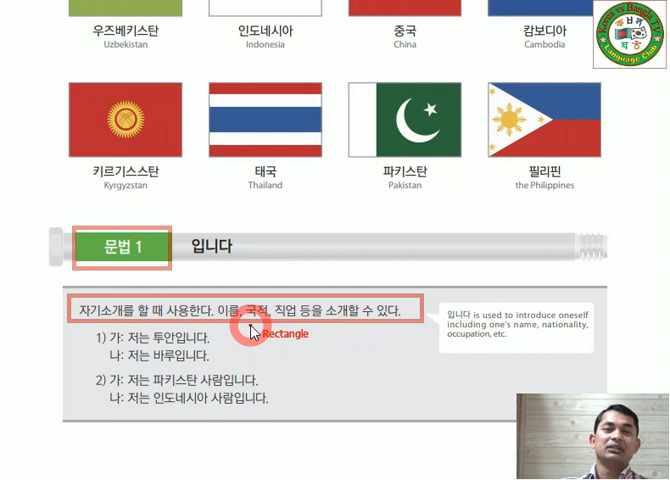 우즈베키스탄
Uzbekistan
인도네시아
Indonesia
중국
China
캄보디아
Cambodia
Korea vs Bangla TV
Language Club
키르기스스탄
Kyrgyzstan
태국
Thailand
파키스탄
Pakistan
필리핀
the Philippines
문법 1
입니다
자기소개를 할 때 사용한다. 이름, 국적, 직업 등을 소개할 수 있다.
Rectangle
1) 가: 저는 투안입니다.
나: 저는 바루입니다.
2) 가: 저는 파키스탄 사람입니다.
나: 저는 인도네시아 사람입니다.
입니다 is used to introduce oneself
including one's name, nationality,
occupation, etc.